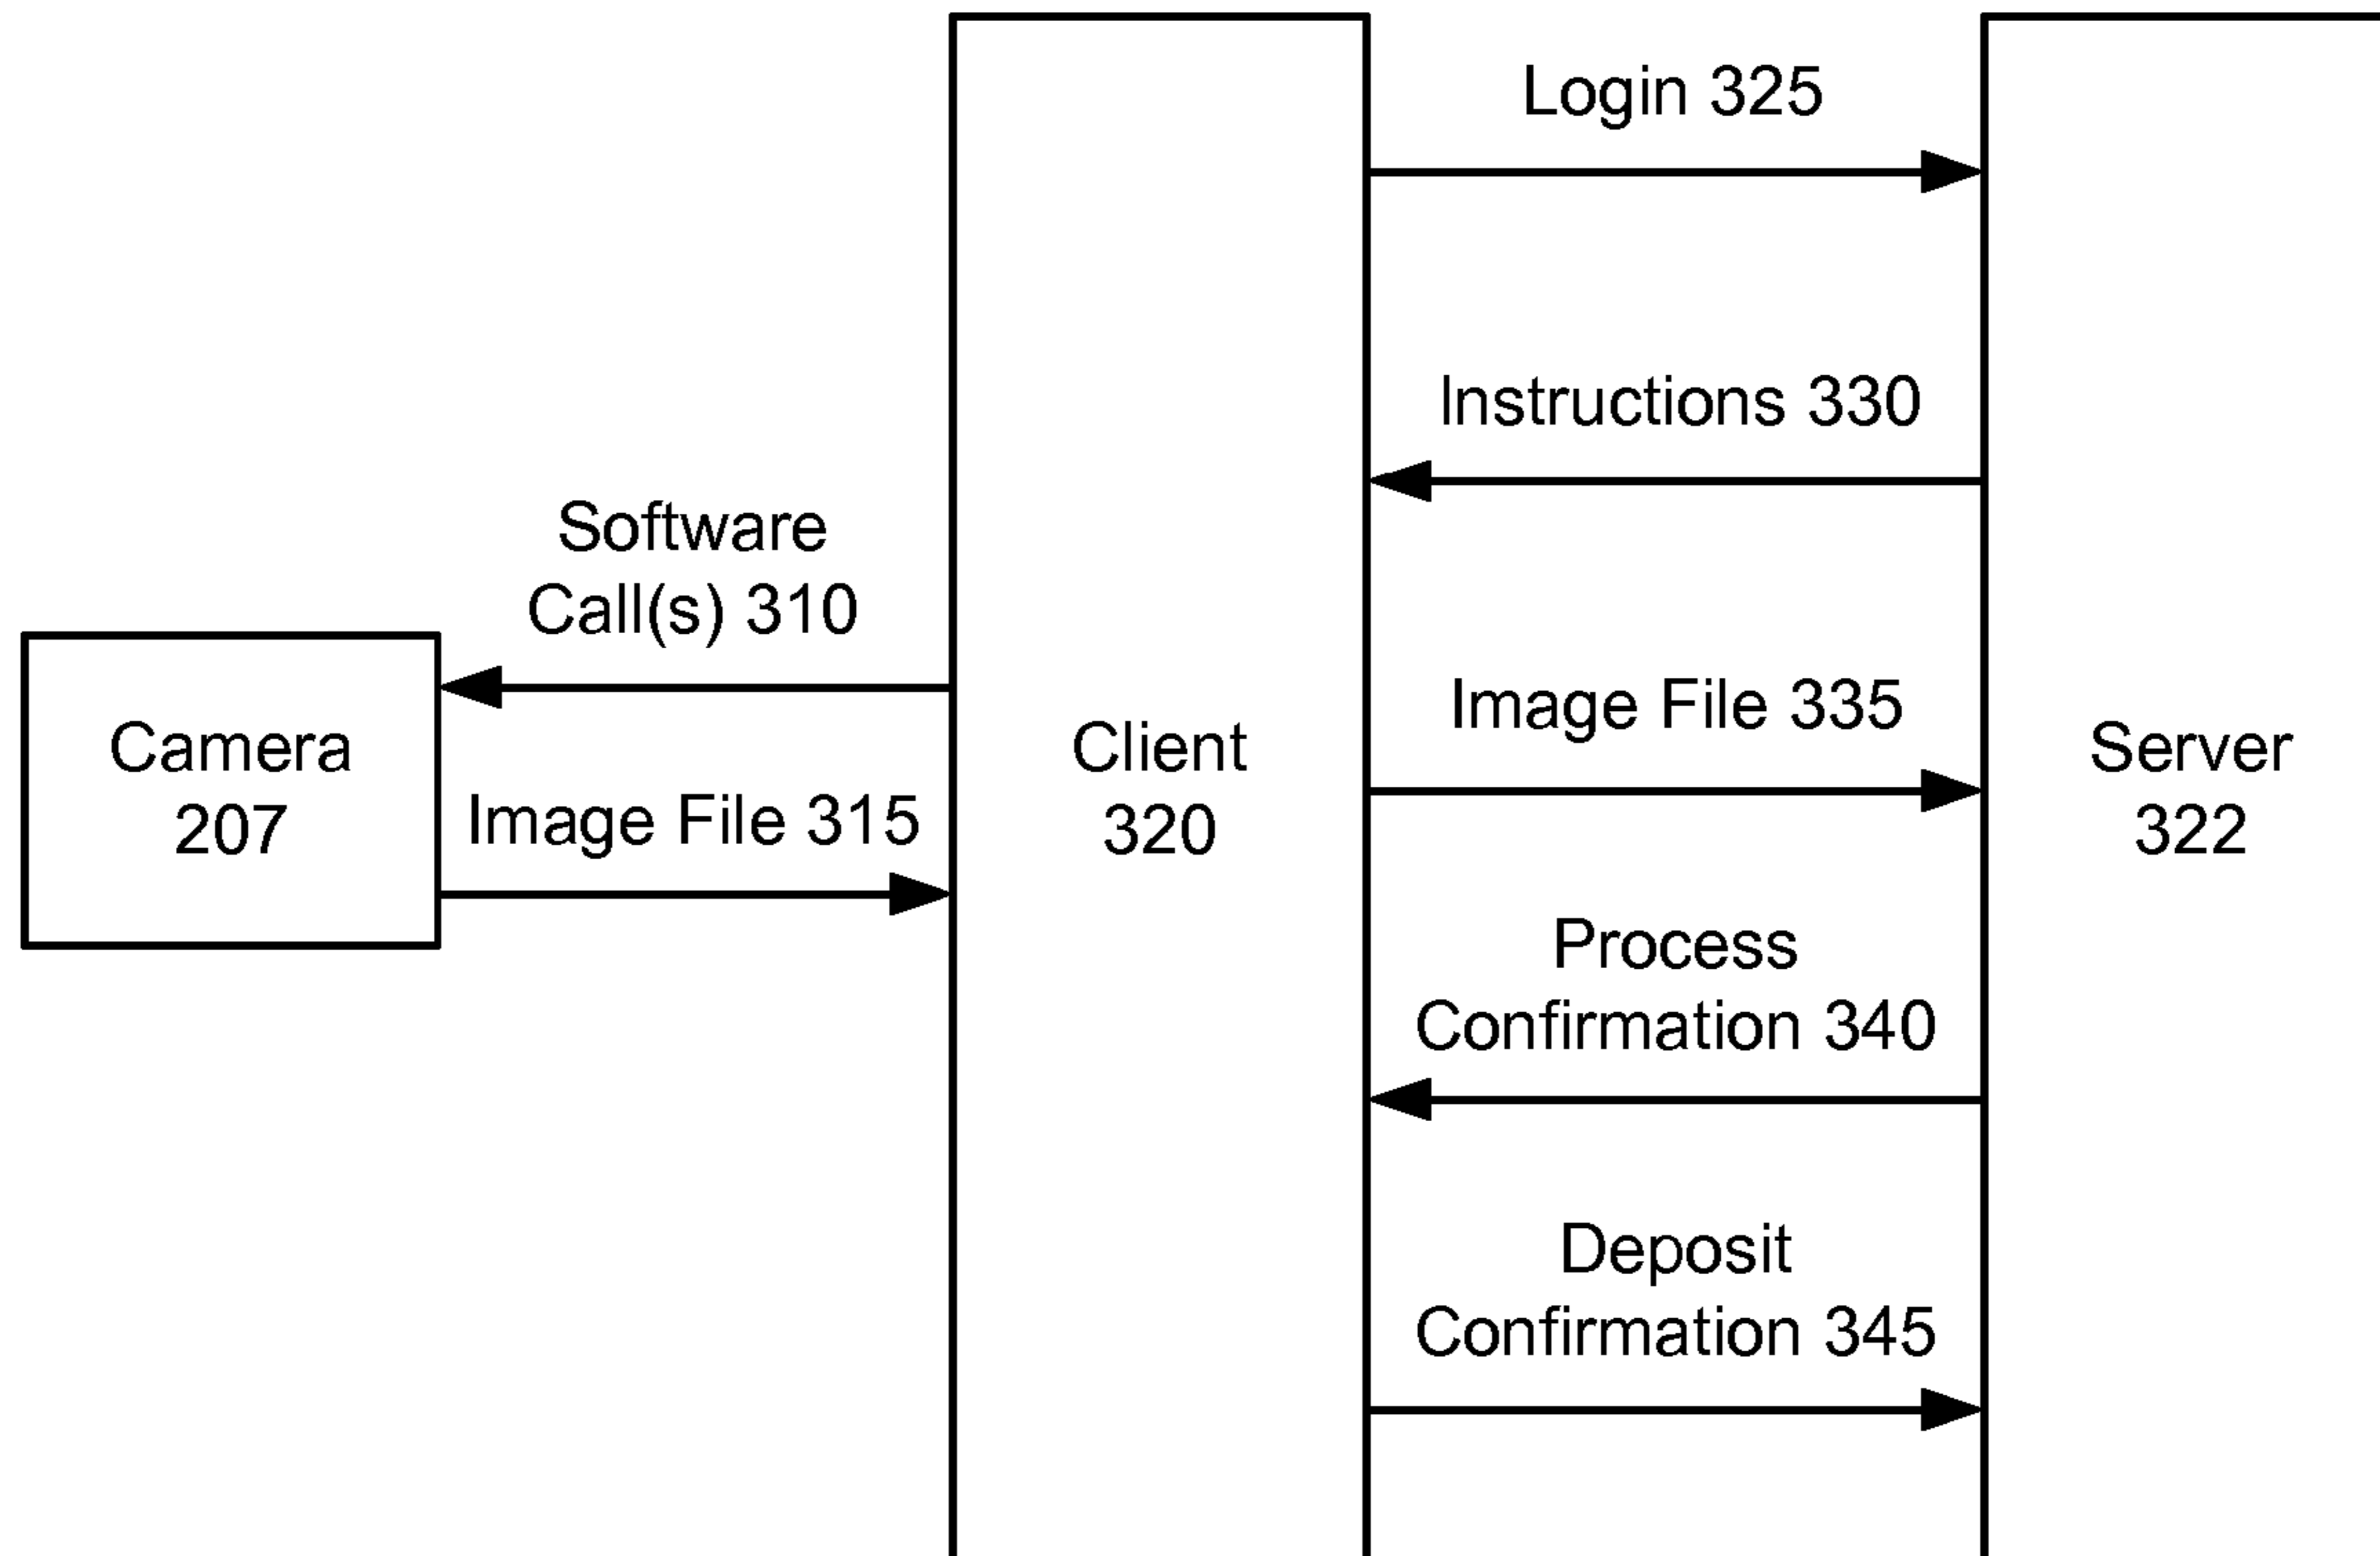 Login 325
Instructions 330
Software
Call(s) 310
Image File 335
Camera
207
Image File 315
Client
320
Server
322
Process
Confirmation 340
Deposit
Confirmation 345